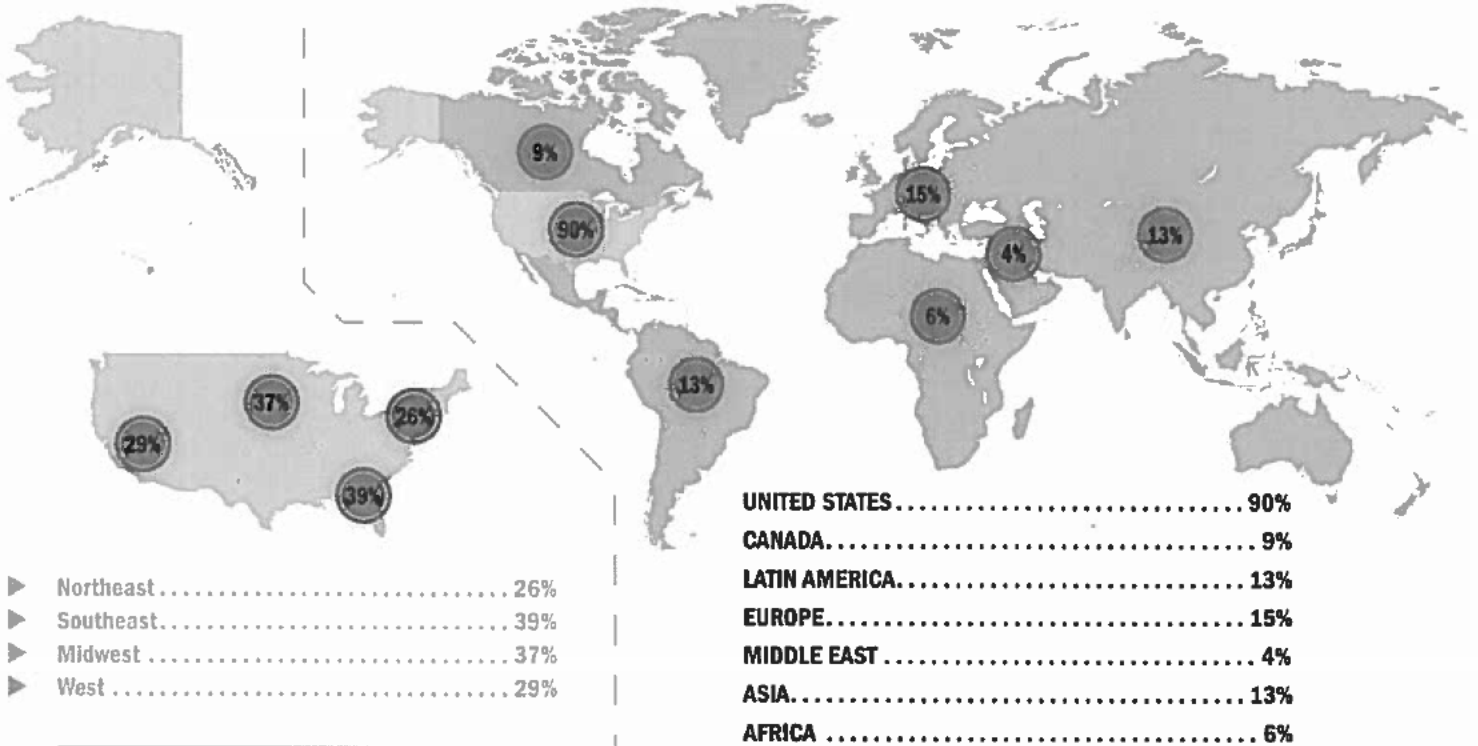 9%
90%
15%
4%
13%
6%
13%
37%
26%
29%
39%
Northeast 26%
Southeast 39%
Midwest 37%
West 29%
UNITED STATES 90%
CANADA 9%
LATIN AMERICA 13%
EUROPE 15%
MIDDLE EAST 4%
ASIA 13%
AFRICA 6%